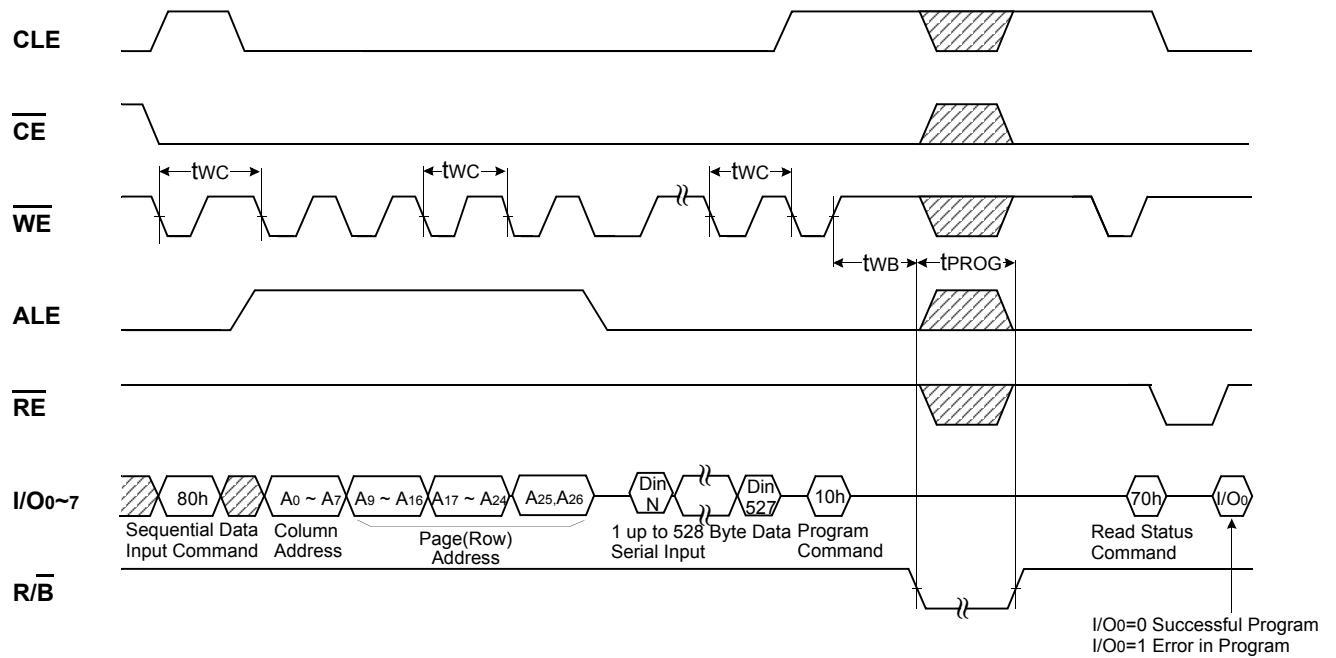 CLE
CE
tWC
tWC
tWC
WE
tWB
tPROG
ALE
RE
I/O0~7
80h
A0 ~ A7
A9 ~ A16
A17 ~ A24
A25,A26
Din
N
Din
527
10h
70h
I/O0
Sequential Data
Input Command
Column
Address
Page(Row)
Address
1 up to 528 Byte Data
Serial Input
Program
Command
Read Status
Command
R/B
I/O0=0 Successful Program
I/O0=1 Error in Program